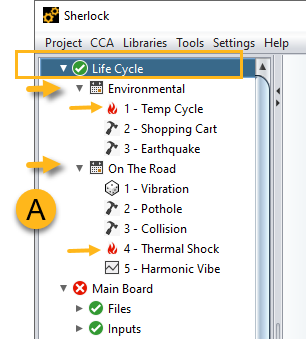 Sherlock
Project CCA Libraries Tools Settings Help
Life Cycle
Environmental
1 - Temp Cycle
2 - Shopping Cart
3 - Earthquake
On The Road
1 - Vibration
2 - Pothole
3 - Collision
4 - Thermal Shock
5 - Harmonic Vibe
A
Main Board
Files
Inputs